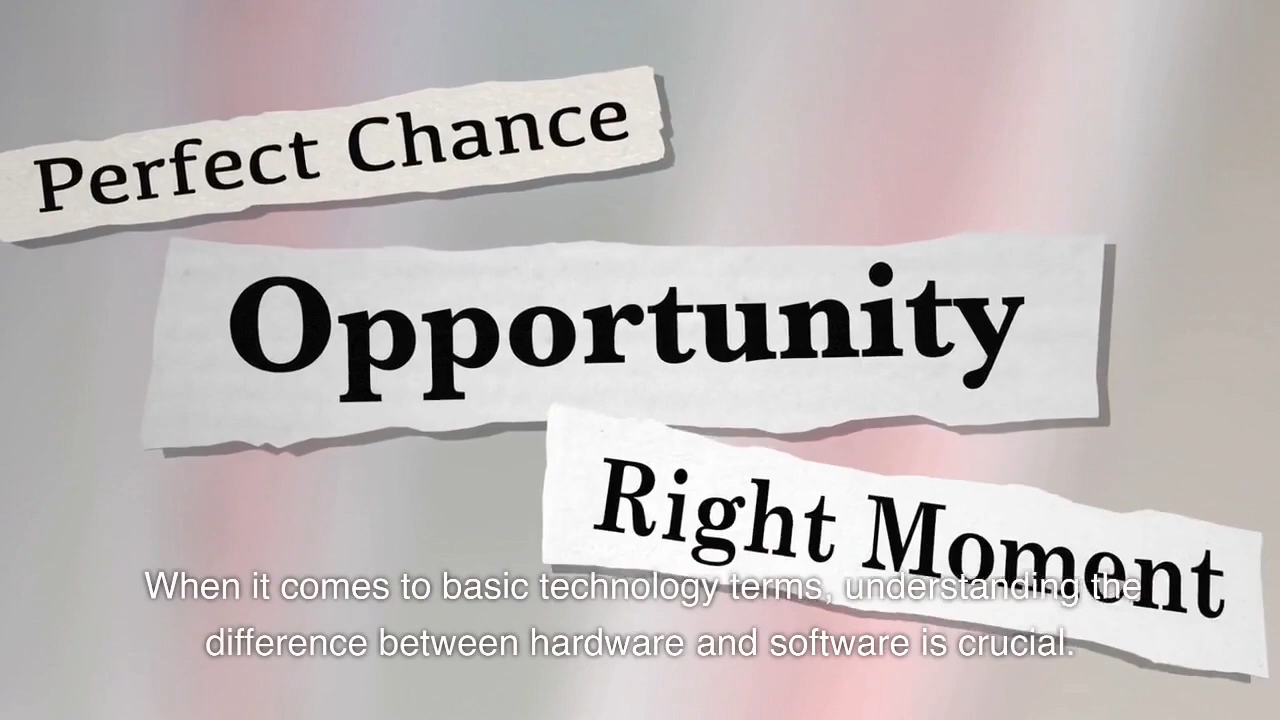 Perfect Chance
Opportunity
Right Moment
When it comes to basic technology terms, understanding the
difference between hardware and software is crucial.